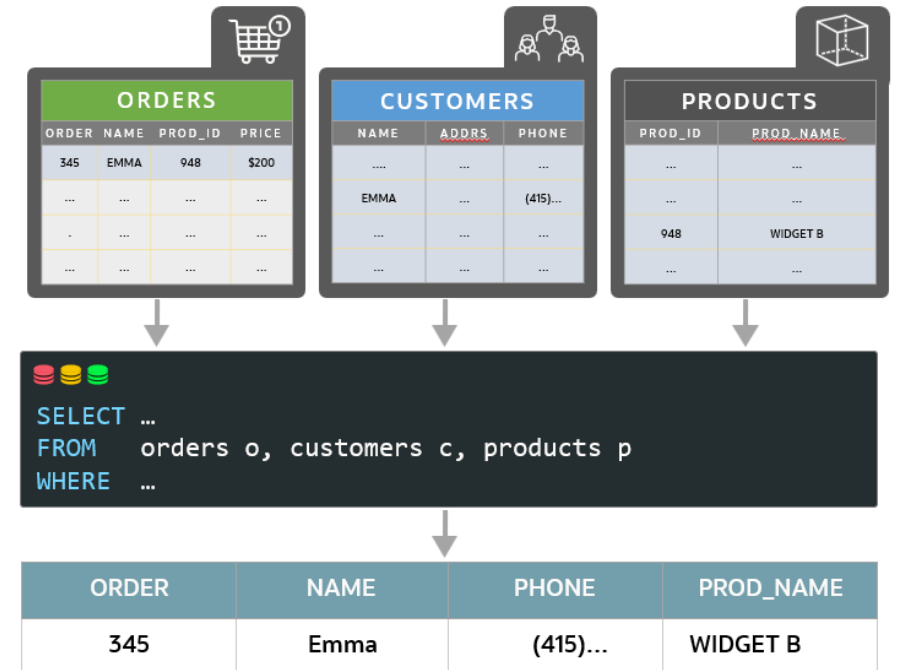 1
ORDERS
ORDER NAME PROD_ID PRICE
345 EMMA 948 $200
... ... ... ...
. ... ... ...
... ... ... ...
CUSTOMERS
NAME ADDRS PHONE
.... ... ...
EMMA ... (415)...
... ... ...
... ... ...
PRODUCTS
PROD_ID PROD_NAME
... ...
... ...
948 WIDGET B
... ...
SELECT …
FROM orders o, customers c, products p
WHERE …
ORDER NAME PHONE PROD_NAME
345 Emma (415)... WIDGET B